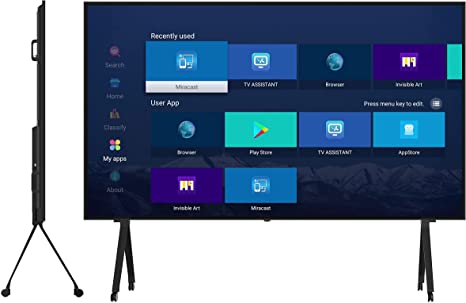 Recently used
Search
Miracast
TV ASSISTANT
Browser
Invisible Art
Home
User App
Press menu key to edit.
Classify
Browser
Play Store
TV ASSISTANT
AppStore
My apps
About
Invisible Art
Miracast